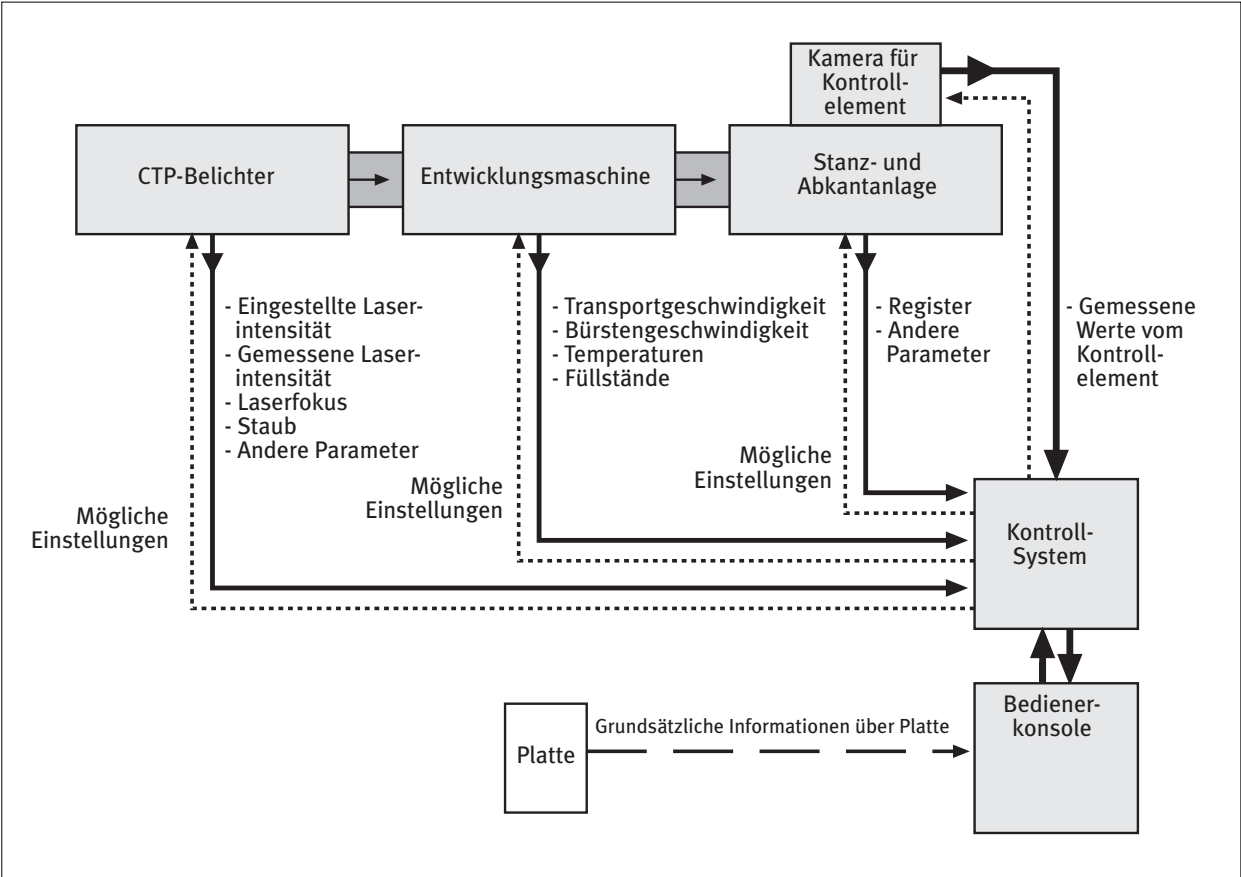 Kamera für
Kontroll-
element
CTP-Belichter
Entwicklungsmaschine
Stanz- und
Abkantanlage
- Eingestellte Laser-
intensität
- Gemessene Laser-
intensität
- Laserfokus
- Staub
- Andere Parameter
- Transportgeschwindigkeit
- Bürstengeschwindigkeit
- Temperaturen
- Füllstände
- Register
- Andere
Parameter
- Gemessene
Werte vom
Kontroll-
element
Mögliche
Einstellungen
Mögliche
Einstellungen
Mögliche
Einstellungen
Kontroll-
System
Bediener-
konsole
Grundsätzliche Informationen über Platte
Platte